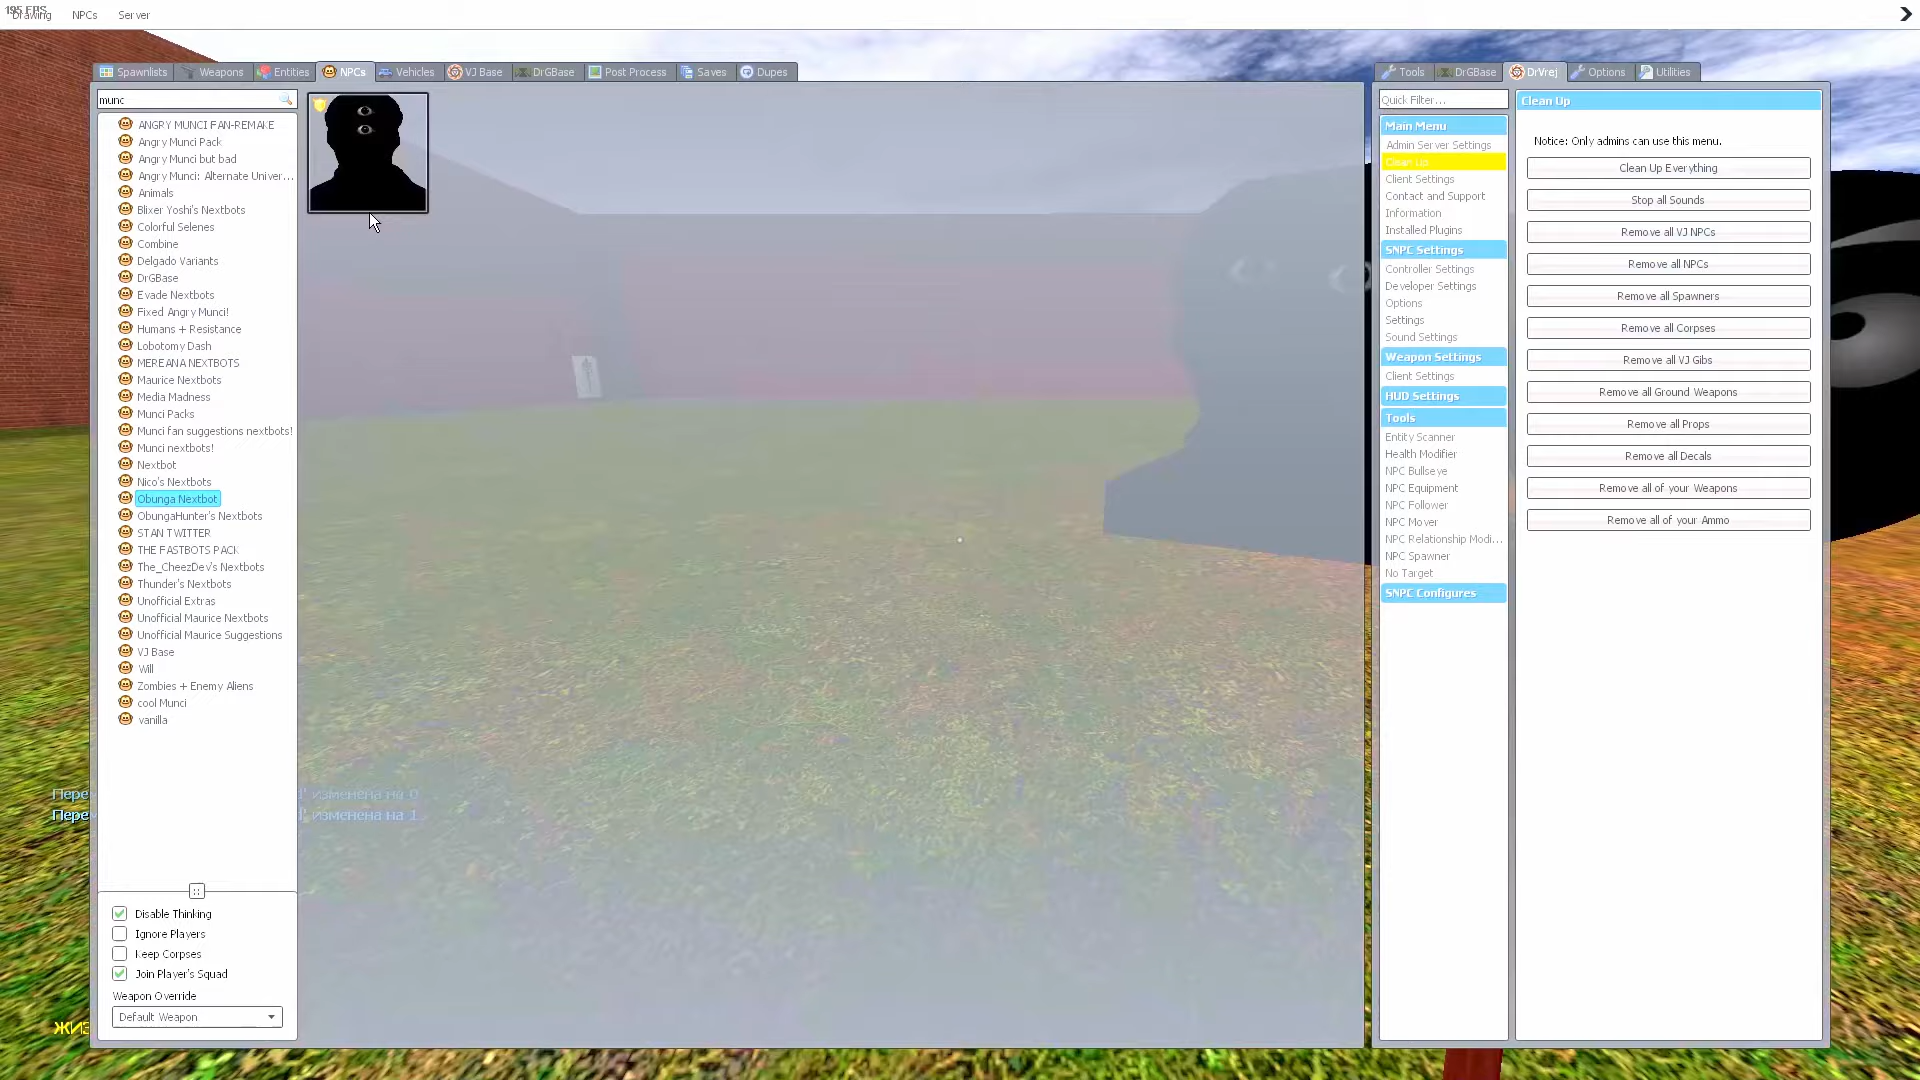 195 FPS
Drawing NPCs Server
Spawnlists Weapons Entities NPCs Vehicles VJ Base DrGBase Post Process Saves Dupes
Tools DrGBase DrVrej Options Utilities
munc
ANGRY MUNCI FAN-REMAKE
Angry Munci Pack
Angry Munci but bad
Angry Munci: Alternate Univer...
Animals
Blixer Yoshi's Nextbots
Colorful Selenes
Combine
Delgado Variants
DrGBase
Evade Nextbots
Fixed Angry Munci!
Humans + Resistance
Lobotomy Dash
MEREANA NEXTBOTS
Maurice Nextbots
Media Madness
Munci Packs
Munci fan suggestions nextbots!
Munci nextbots!
Nextbot
Nico's Nextbots
Obunga Nextbot
ObungaHunter's Nextbots
STAN TWITTER
THE FASTBOTS PACK
The_CheezDev's Nextbots
Thunder's Nextbots
Unofficial Extras
Unofficial Maurice Nextbots
Unofficial Maurice Suggestions
VJ Base
Will
Zombies + Enemy Aliens
cool Munci
vanilla
Disable Thinking
Ignore Players
Keep Corpses
Join Player's Squad
Weapon Override
Default Weapon
Пере
изменена на 0
Пере
изменена на 1
Quick Filter...
Main Menu
Admin Server Settings
Clean Up
Client Settings
Contact and Support
Information
Installed Plugins
SNPC Settings
Controller Settings
Developer Settings
Options
Settings
Sound Settings
Weapon Settings
Client Settings
HUD Settings
Tools
Entity Scanner
Health Modifier
NPC Bullseye
NPC Equipment
NPC Follower
NPC Mover
NPC Relationship Modi...
NPC Spawner
No Target
SNPC Configures
Clean Up
Notice: Only admins can use this menu.
Clean Up Everything
Stop all Sounds
Remove all VJ NPCs
Remove all NPCs
Remove all Spawners
Remove all Corpses
Remove all VJ Gibs
Remove all Ground Weapons
Remove all Props
Remove all Decals
Remove all of your Weapons
Remove all of your Ammo